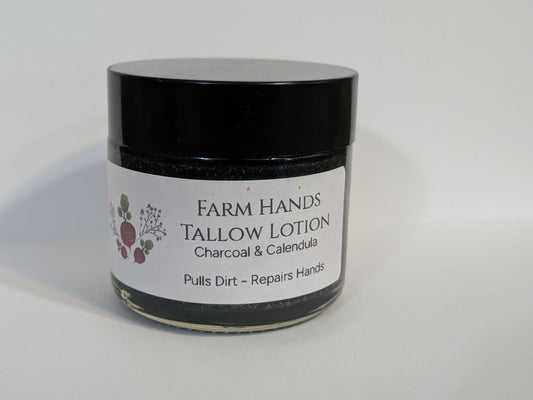 Farm Hands
Tallow Lotion
Charcoal & Calendula
Pulls Dirt - Repairs Hands